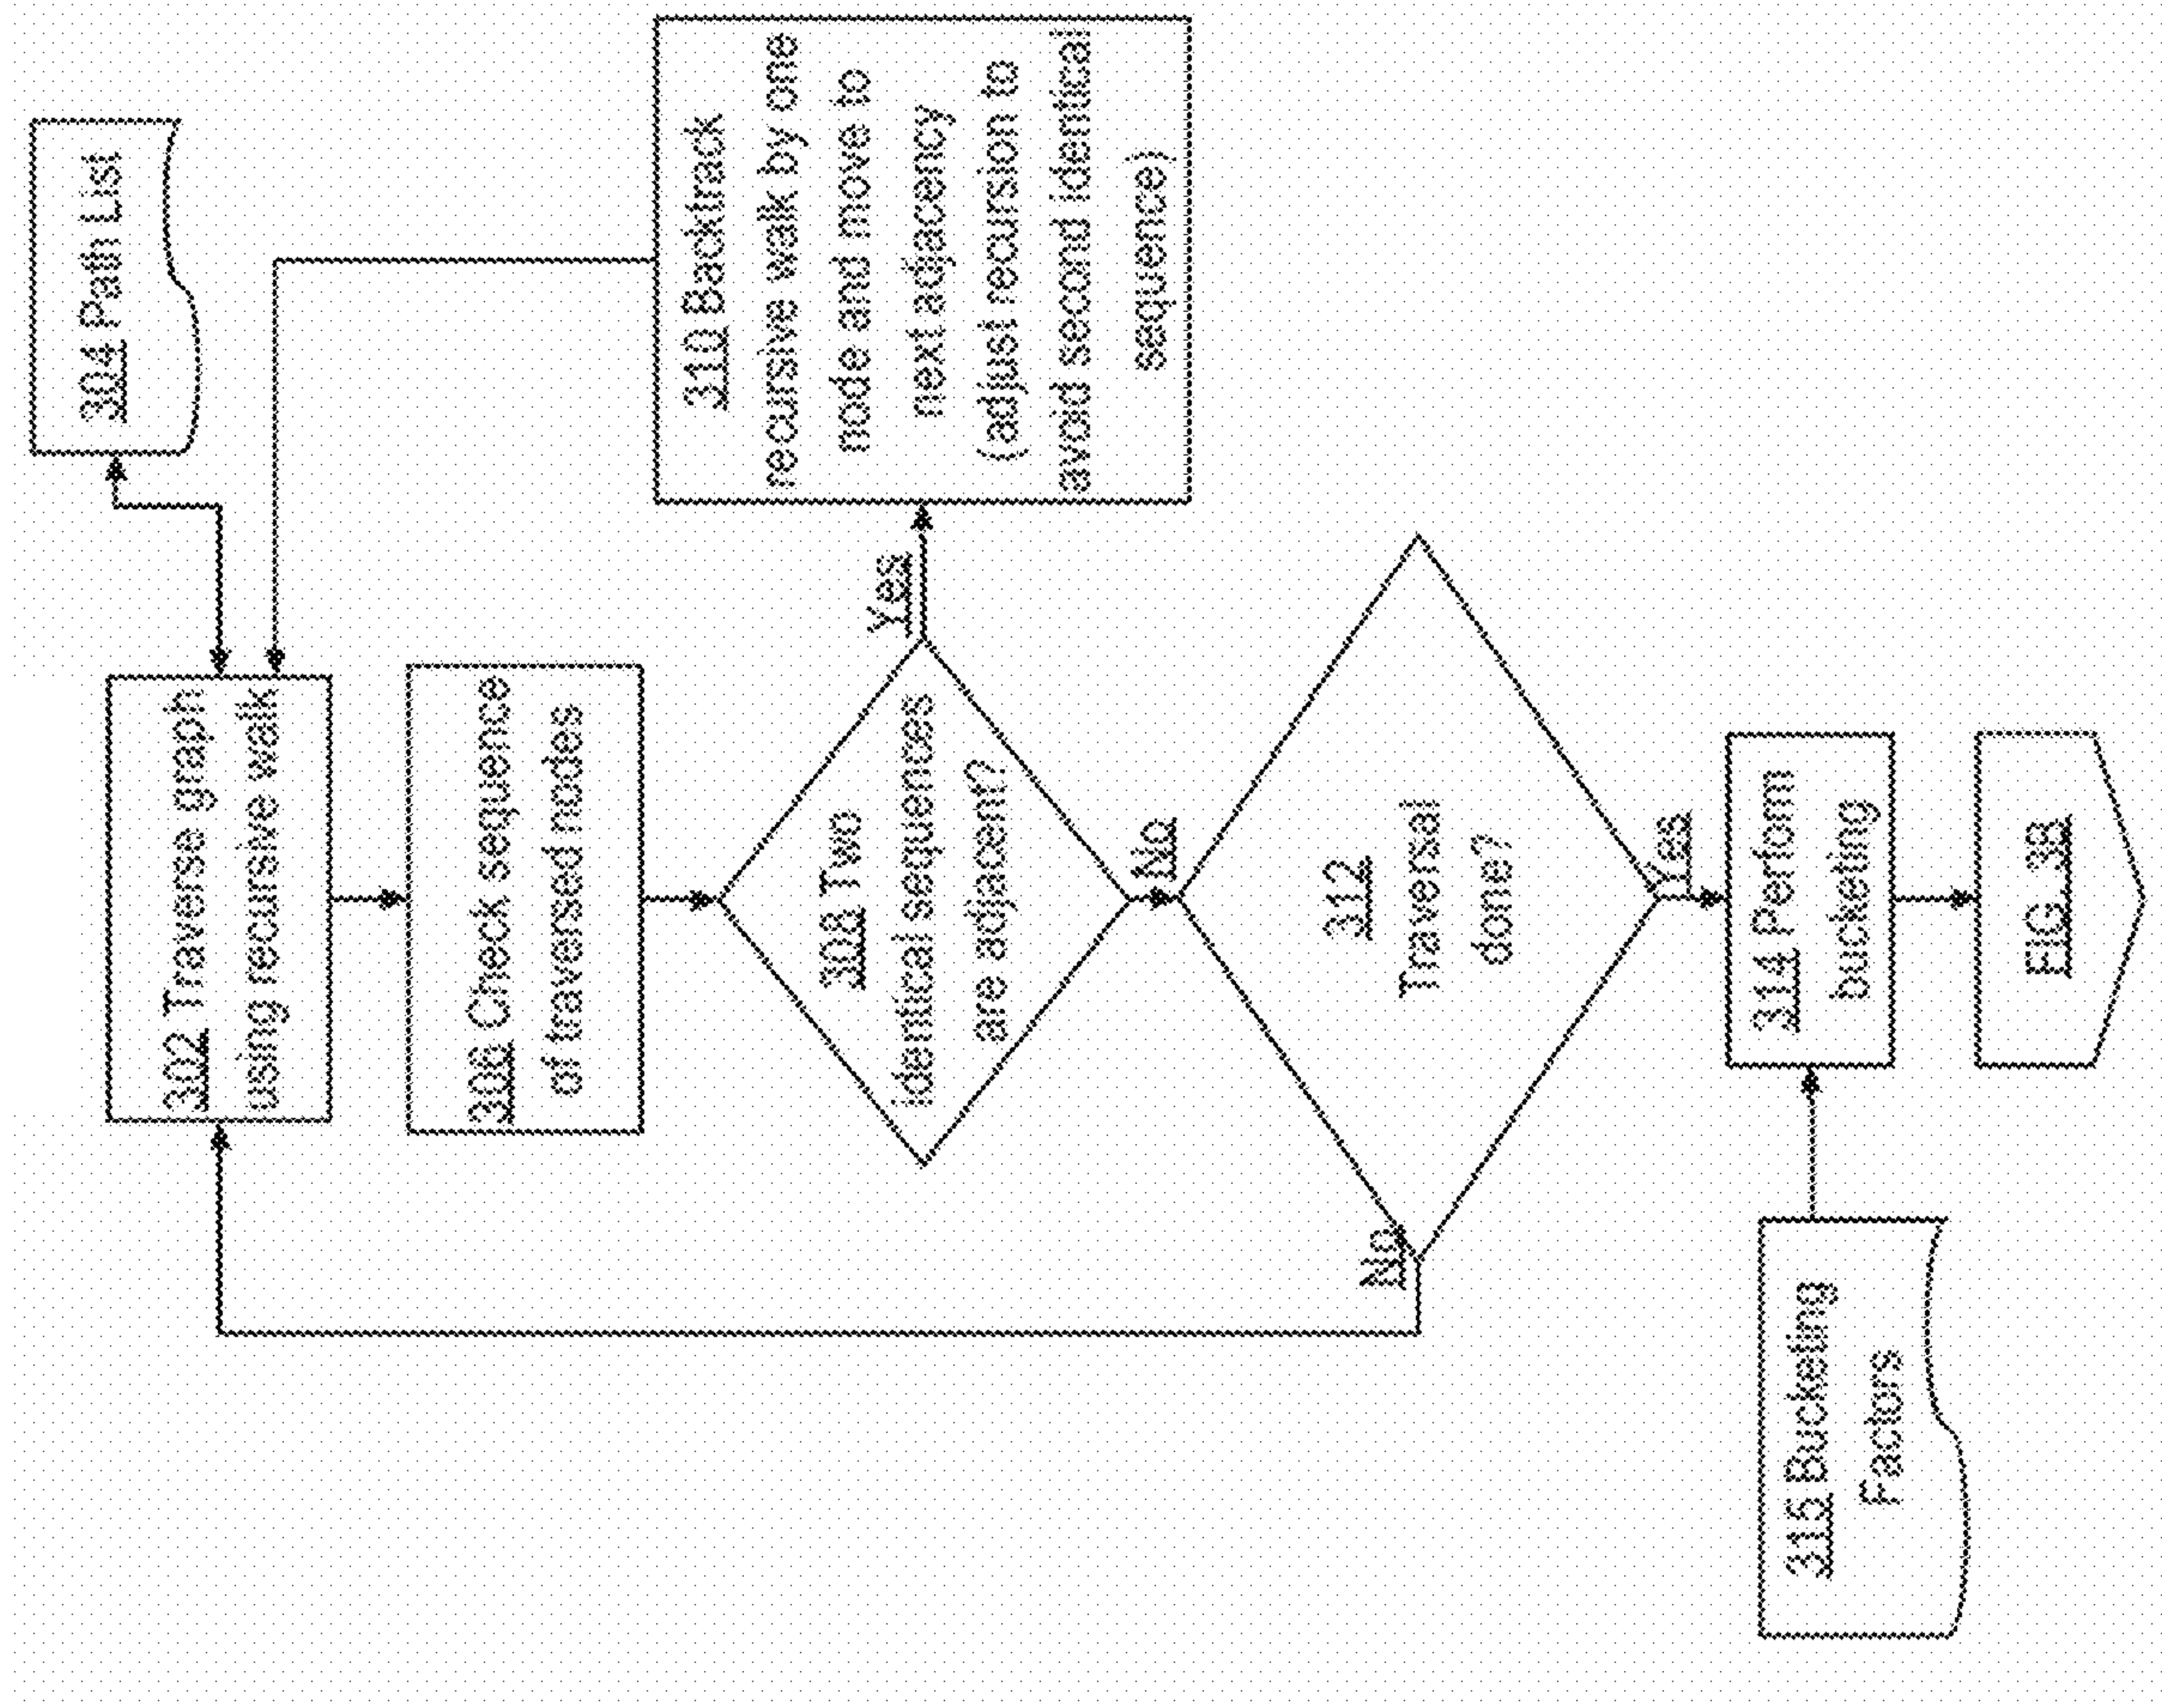 304 Path List
302 Traverse graph
using recursive walk
306 Check sequence
of traversed nodes
308 Two
identical sequences
are adjacent?
Yes
310 Backtrack
recursive walk by one
node and move to
next adjacency
(adjust recursion to
avoid second identical
sequence)
No
312
Traversal
done?
No
Yes
314 Perform
bucketing
315 Bucketing
Factors
FIG. 3B